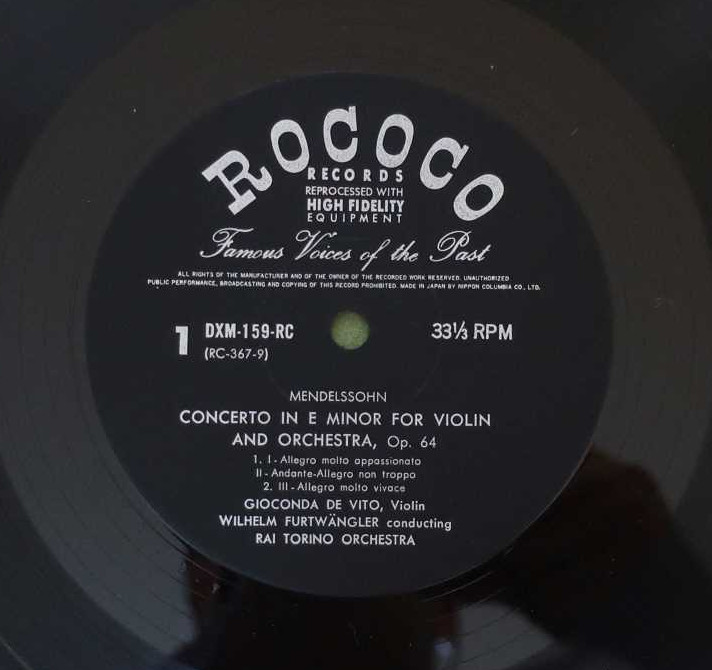 ROCOCO
RECORDS
REPROCESSED WITH
HIGH FIDELITY
EQUIPMENT
Famous Voices of the Past
ALL RIGHTS OF THE MANUFACTURER AND OF THE OWNER OF THE RECORDED WORK RESERVED. UNAUTHORIZED
PUBLIC PERFORMANCE, BROADCASTING AND COPYING OF THIS RECORD PROHIBITED. MADE IN JAPAN BY NIPPON COLUMBIA CO., LTD.
1 DXM-159-RC 33⅓ RPM
(RC-367-9)
MENDELSSOHN
CONCERTO IN E MINOR FOR VIOLIN
AND ORCHESTRA, Op. 64
1. I - Allegro molto appassionato
II - Andante-Allegro non troppo
2. III - Allegro molto vivace
GIOCONDA DE VITO, Violin
WILHELM FURTWÄNGLER conducting
RAI TORINO ORCHESTRA